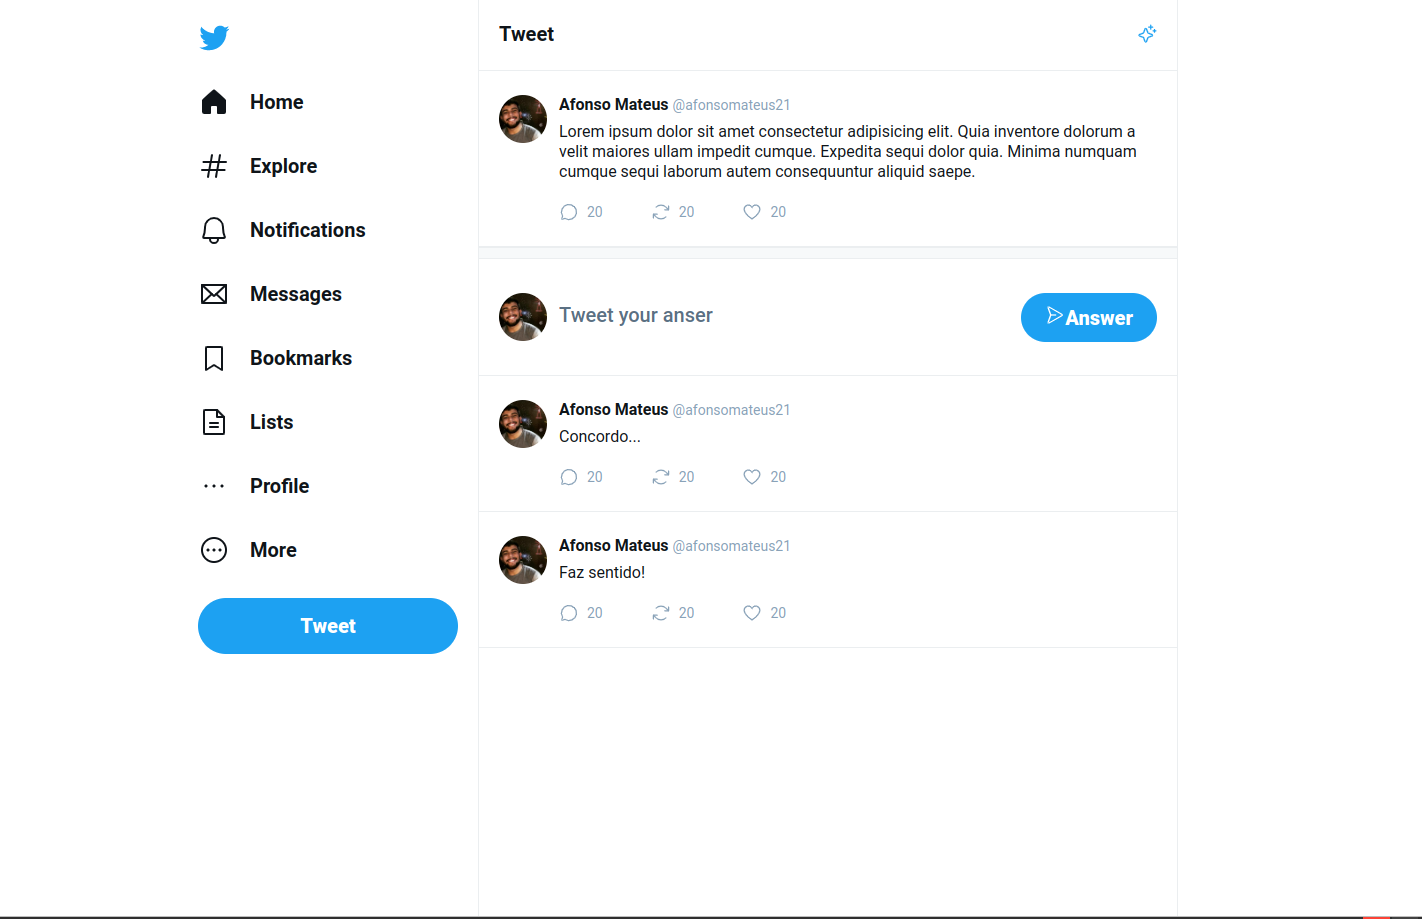 Tweet
Home
Explore
Notifications
Messages
Bookmarks
Lists
Profile
More
Tweet
Afonso Mateus @afonsomateus21
Lorem ipsum dolor sit amet consectetur adipisicing elit. Quia inventore dolorum a
velit maiores ullam impedit cumque. Expedita sequi dolor quia. Minima numquam
cumque sequi laborum autem consequuntur aliquid saepe.
20 20 20
Tweet your anser
Answer
Afonso Mateus @afonsomateus21
Concordo...
20 20 20
Afonso Mateus @afonsomateus21
Faz sentido!
20 20 20